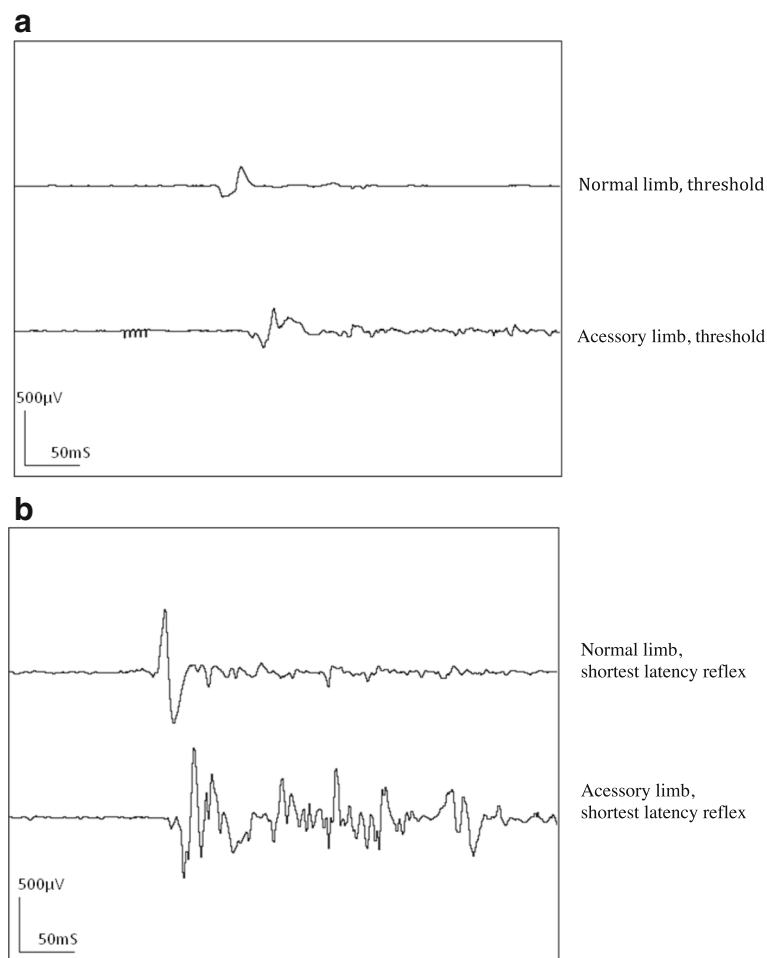 a
Normal limb, threshold
Acessory limb, threshold
500µV
50mS
b
Normal limb,
shortest latency reflex
Acessory limb,
shortest latency reflex
500µV
50mS